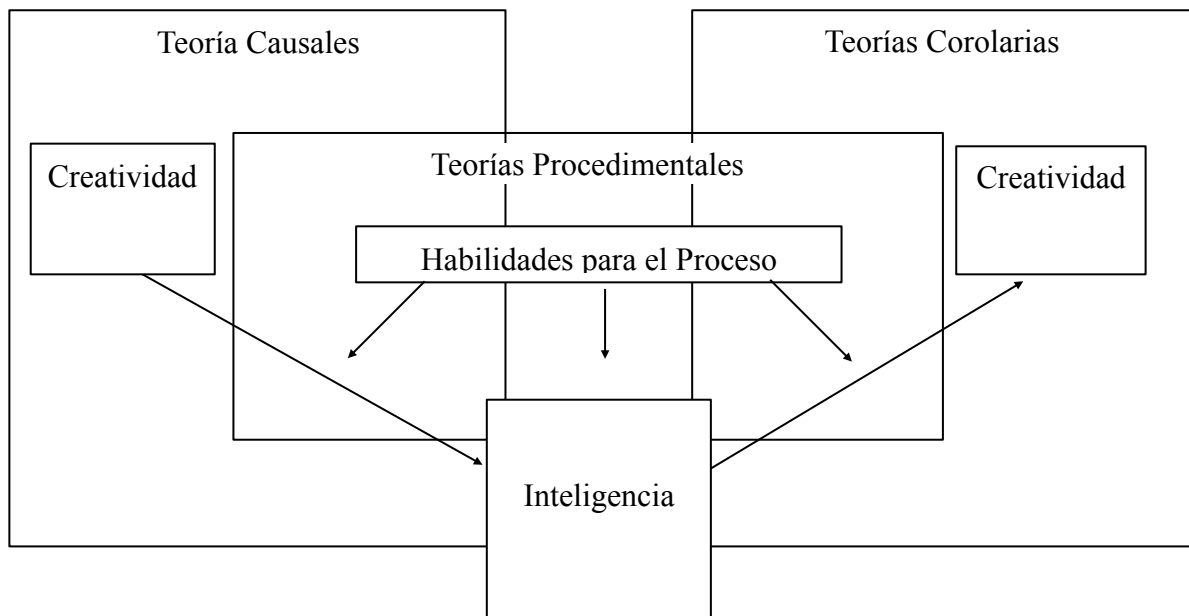 Teoría Causales
Teorías Corolarias
Creatividad
Teorías Procedimentales
Creatividad
Habilidades para el Proceso
Inteligencia